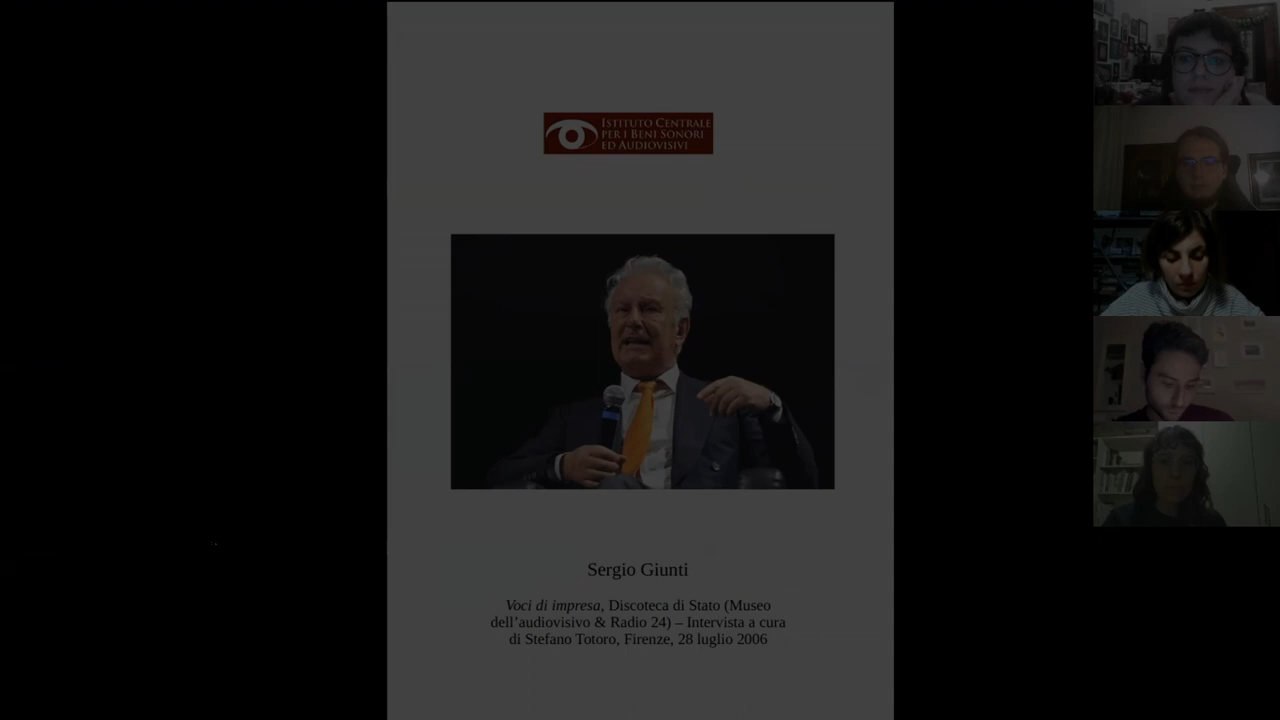 ISTITUTO CENTRALE
PER I BENI SONORI
ED AUDIOVISIVI
Sergio Giunti
Voci di impresa, Discoteca di Stato (Museo
dell’audiovisivo & Radio 24) – Intervista a cura
di Stefano Totoro, Firenze, 28 luglio 2006